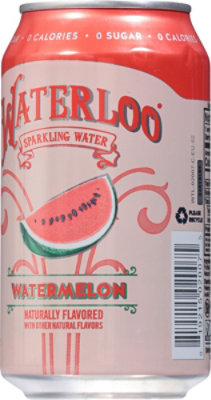 0 CALORIES • 0 SUGAR • 0 CALORIES
WATERLOO®
SPARKLING WATER
WATERMELON
NATURALLY FLAVORED
WITH OTHER NATURAL FLAVORS
PLEASE
RECYCLE